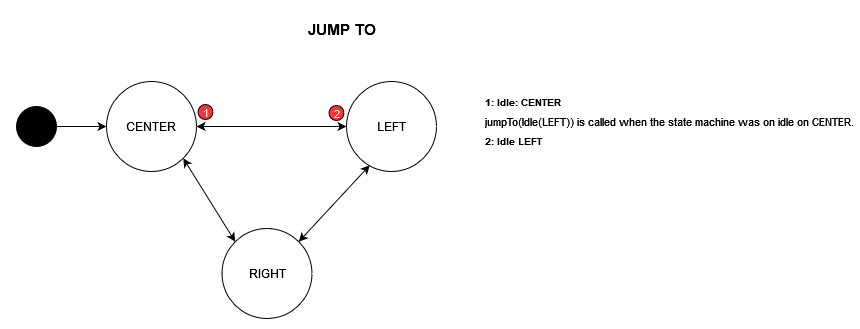 JUMP TO
CENTER
1
2
LEFT
RIGHT
1: Idle: CENTER
jumpTo(Idle(LEFT)) is called when the state machine was on idle on CENTER.
2: Idle LEFT